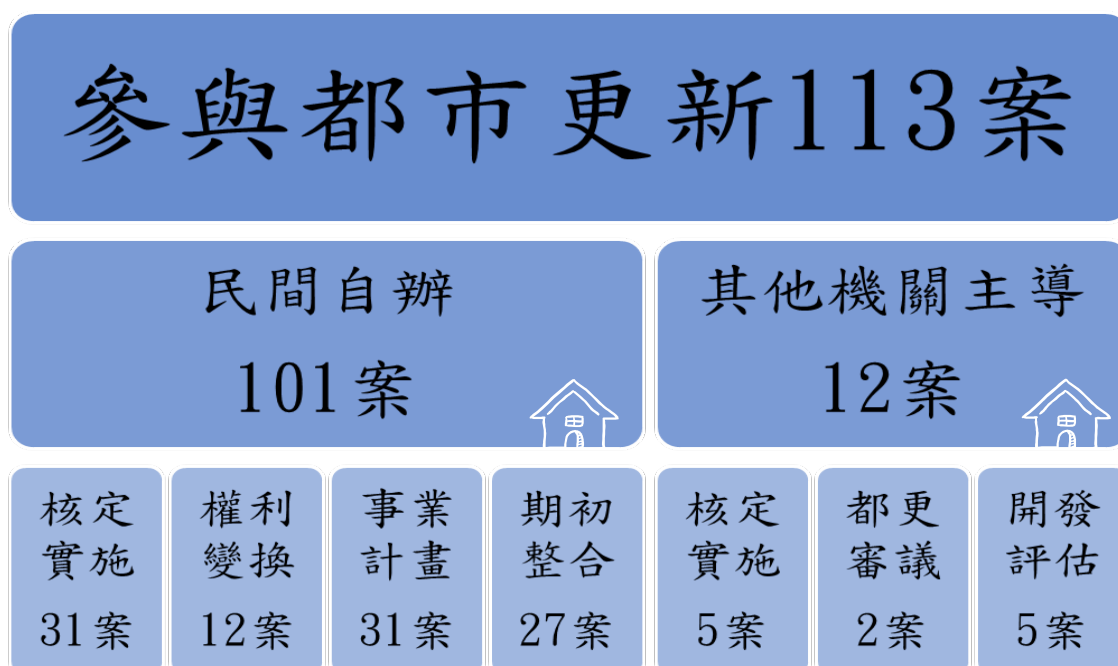 參與都市更新113案
民間自辦
101案
其他機關主導
12案
核定
實施
31案
權利
變換
12案
事業
計畫
31案
期初
整合
27案
核定
實施
5案
都更
審議
2案
開發
評估
5案